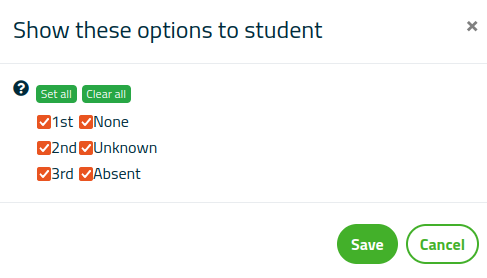 Show these options to student ×
? Set all Clear all
1st None
2nd Unknown
3rd Absent
Save Cancel